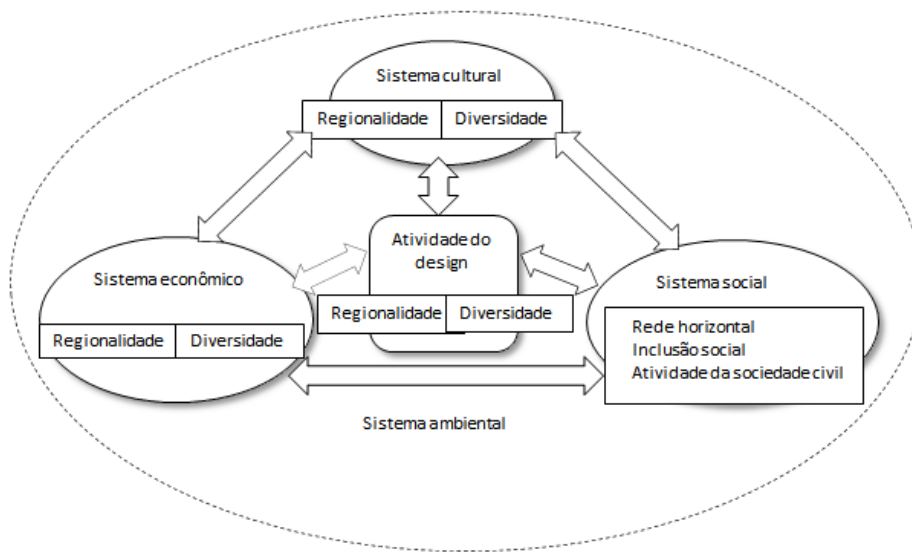 Sistema cultural
Regionalidade
Diversidade
Atividade do
design
Regionalidade
Diversidade
Sistema econômico
Regionalidade
Diversidade
Sistema social
Rede horizontal
Inclusão social
Atividade da sociedade civil
Sistema ambiental